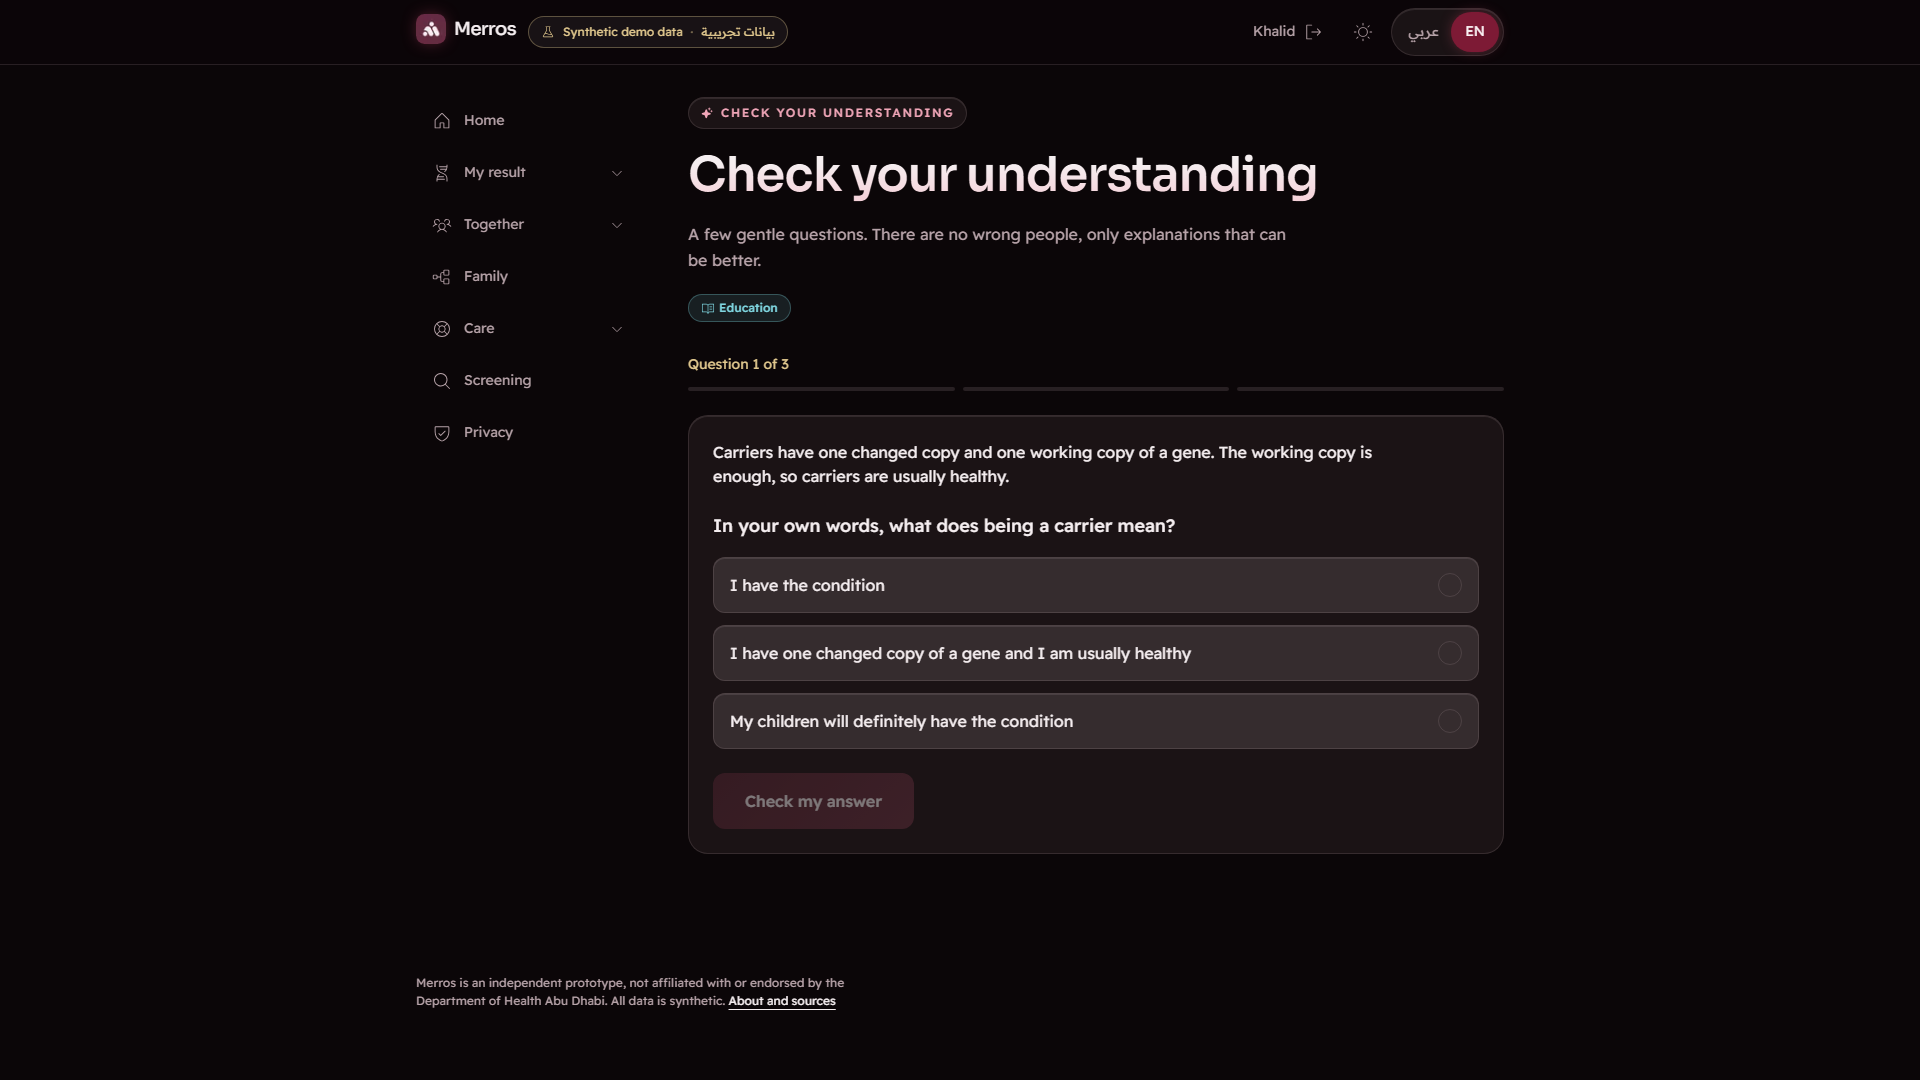 Merros
Synthetic demo data · بيانات تجريبية
Khalid
عربي
EN
Home
My result
Together
Family
Care
Screening
Privacy
CHECK YOUR UNDERSTANDING
Check your understanding
A few gentle questions. There are no wrong people, only explanations that can
be better.
Education
Question 1 of 3
Carriers have one changed copy and one working copy of a gene. The working copy is
enough, so carriers are usually healthy.
In your own words, what does being a carrier mean?
I have the condition
I have one changed copy of a gene and I am usually healthy
My children will definitely have the condition
Check my answer
Merros is an independent prototype, not affiliated with or endorsed by the
Department of Health Abu Dhabi. All data is synthetic. About and sources